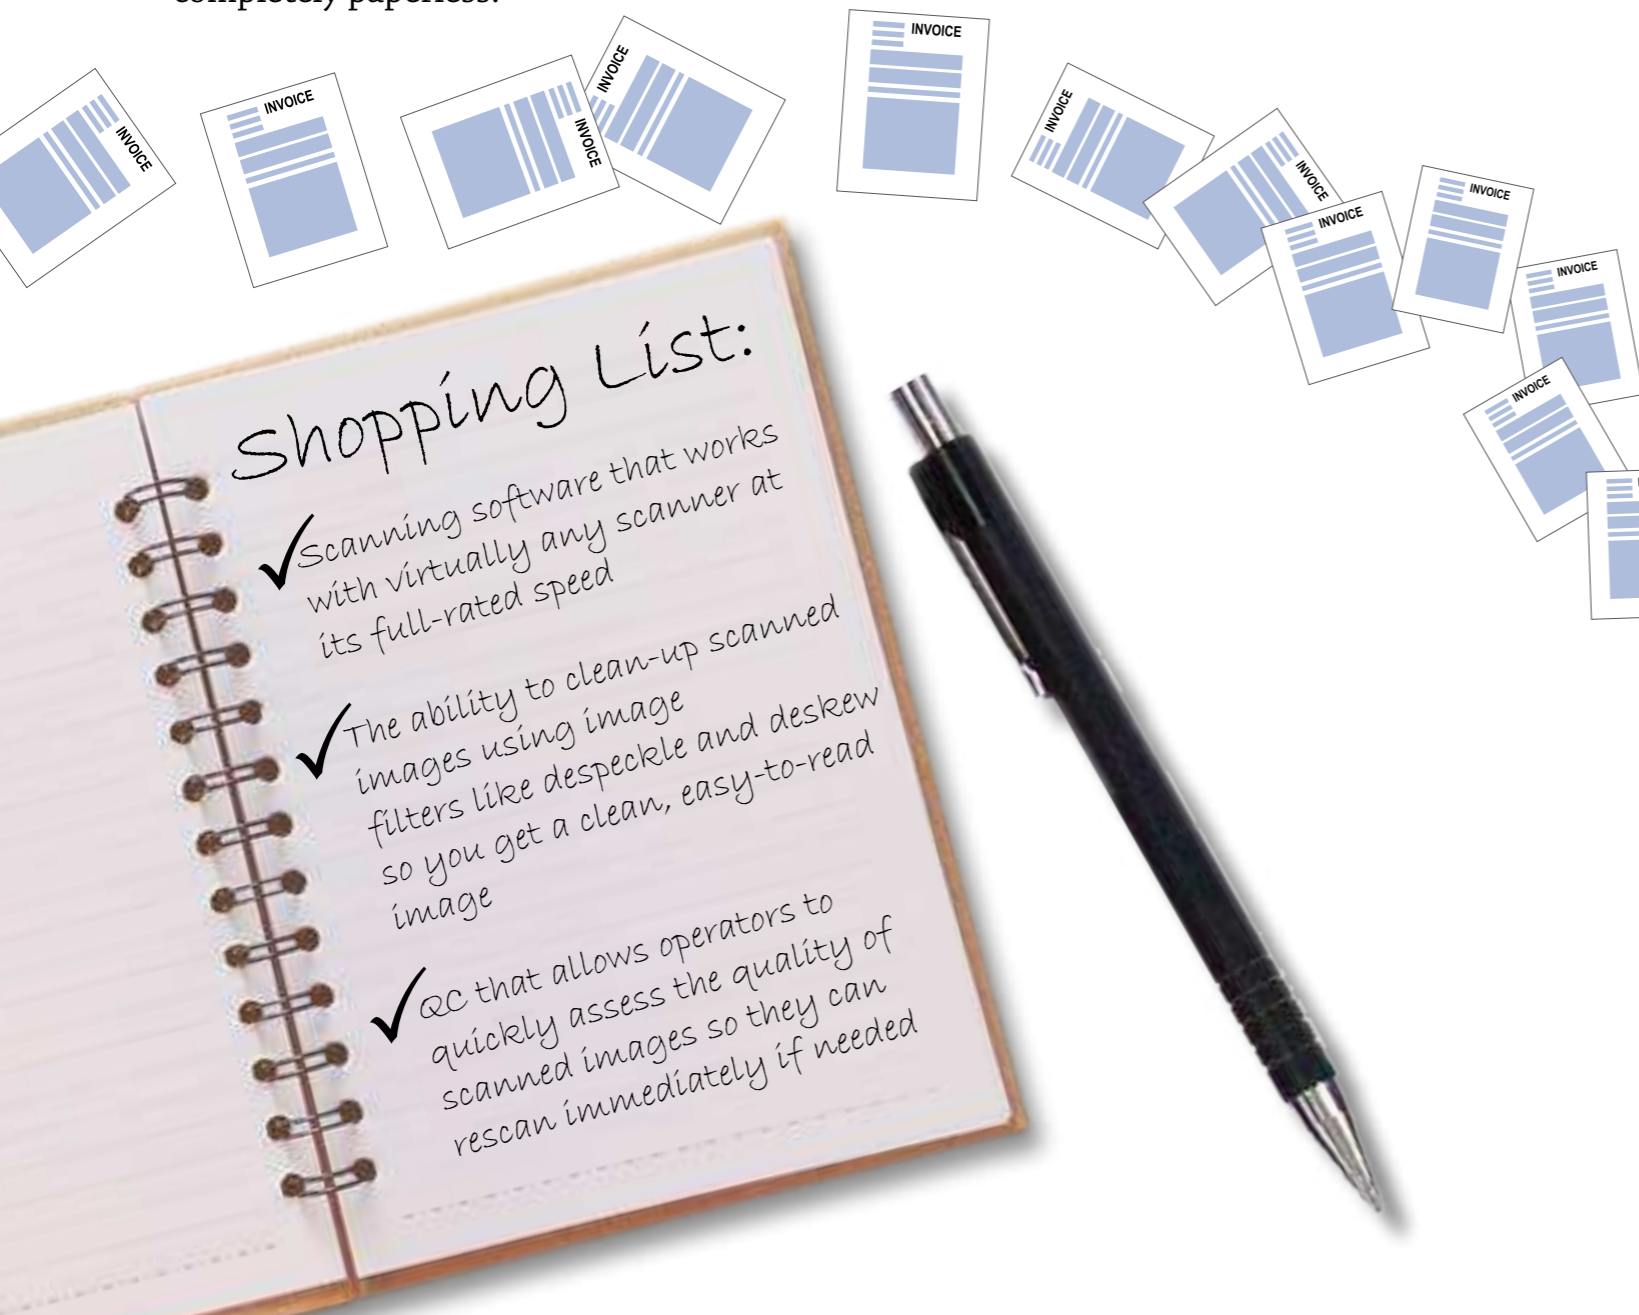 completely paperless.
INVOICE
INVOICE
INVOICE
INVOICE
INVOICE
INVOICE
INVOICE
INVOICE
INVOICE
INVOICE
INVOICE
Shopping List:
Scanning software that works
with virtually any scanner at
its full-rated speed
The ability to clean-up scanned
images using image
filters like despeckle and deskew
so you get a clean, easy-to-read
image
QC that allows operators to
quickly assess the quality of
scanned images so they can
rescan immediately if needed